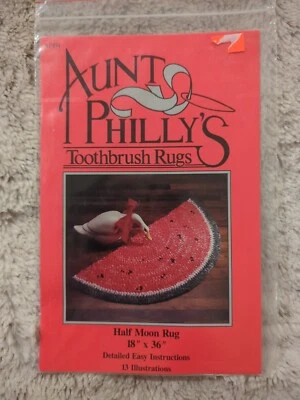 AUNT
PHILLY'S
Toothbrush Rugs
Half Moon Rug
18" x 36"
Detailed Easy Instructions
13 Illustrations